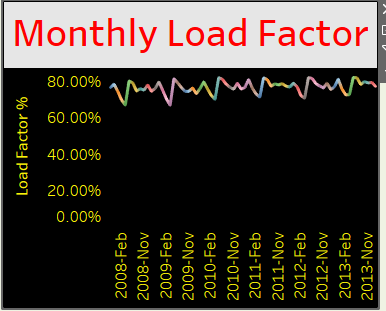 Monthly Load Factor
Load Factor %
80.00%
60.00%
40.00%
20.00%
0.00%
2008-Feb
2008-Nov
2009-Feb
2009-Nov
2010-Feb
2010-Nov
2011-Feb
2011-Nov
2012-Feb
2012-Nov
2013-Feb
2013-Nov